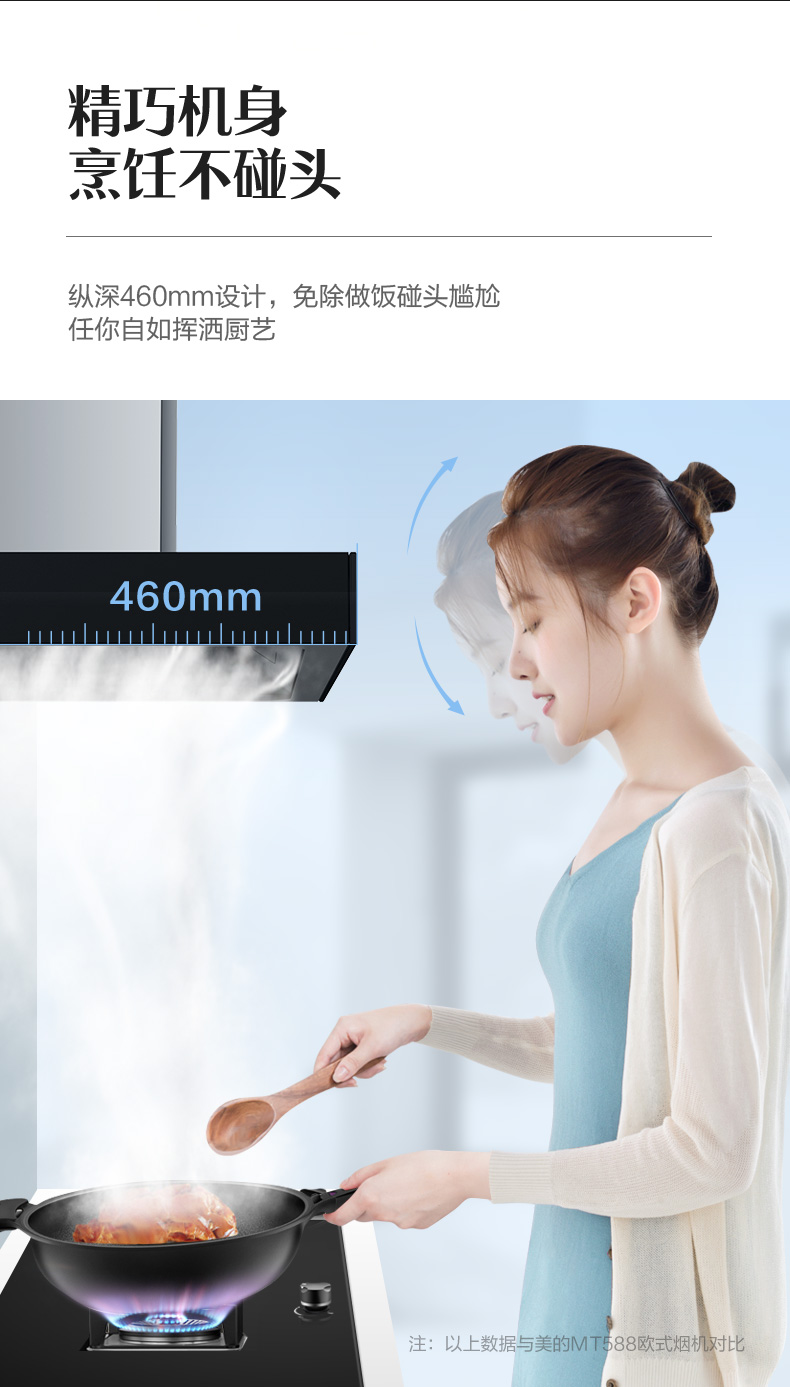 精巧机身
烹饪不碰头
纵深460mm设计，免除做饭碰头尴尬
任你自如挥洒厨艺
460mm
注：以上数据与美的MT588欧式烟机对比